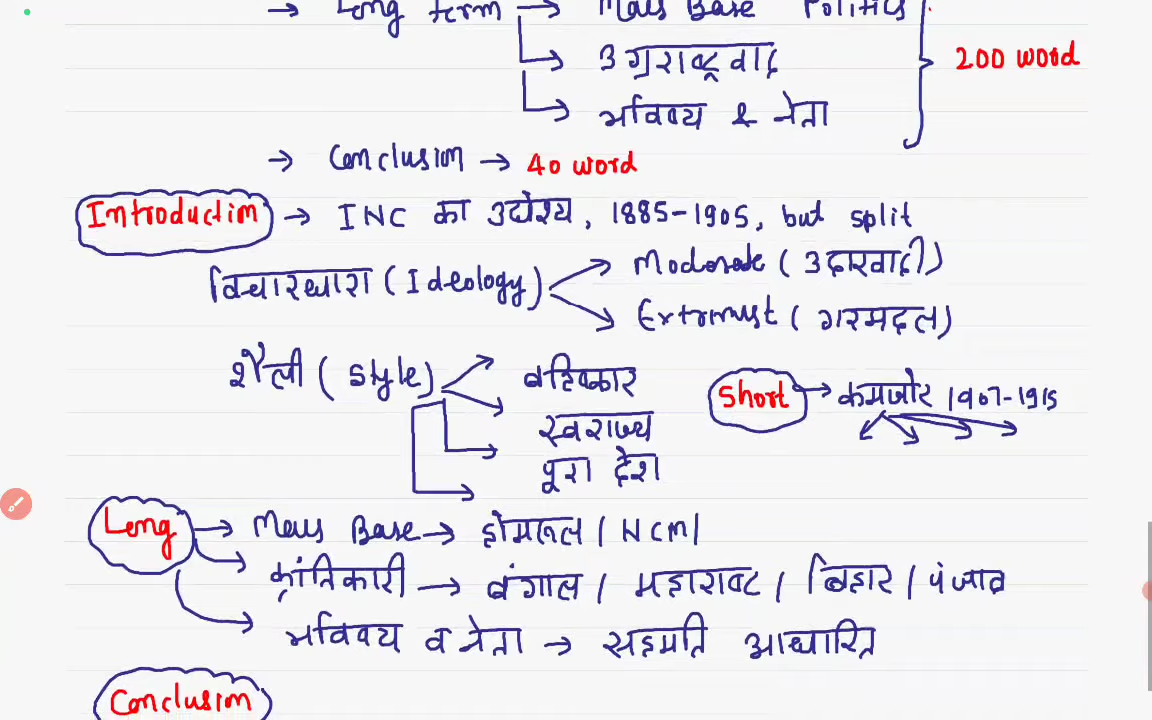 → Long term → Mass Base Politics
→ उग्रराष्ट्रवाद
→ भविष्य & नेता
200 word
→ Conclusion → 40 word
Introduction → INC का उद्देश्य, 1885-1905, but split
विचारधारा (Ideology) → Moderate (उदारवादी)
→ Extremist (गरमदल)
शैली (style) → बहिष्कार
→ स्वराज्य
→ पूरा देश
Short → कमजोर 1907-1915
Long → Mass Base → होमरूल / NCM /
→ क्रांतिकारी → बंगाल / महाराष्ट / बिहार / पंजाब
→ भविष्य व नेता → सहमति आधारित
Conclusion